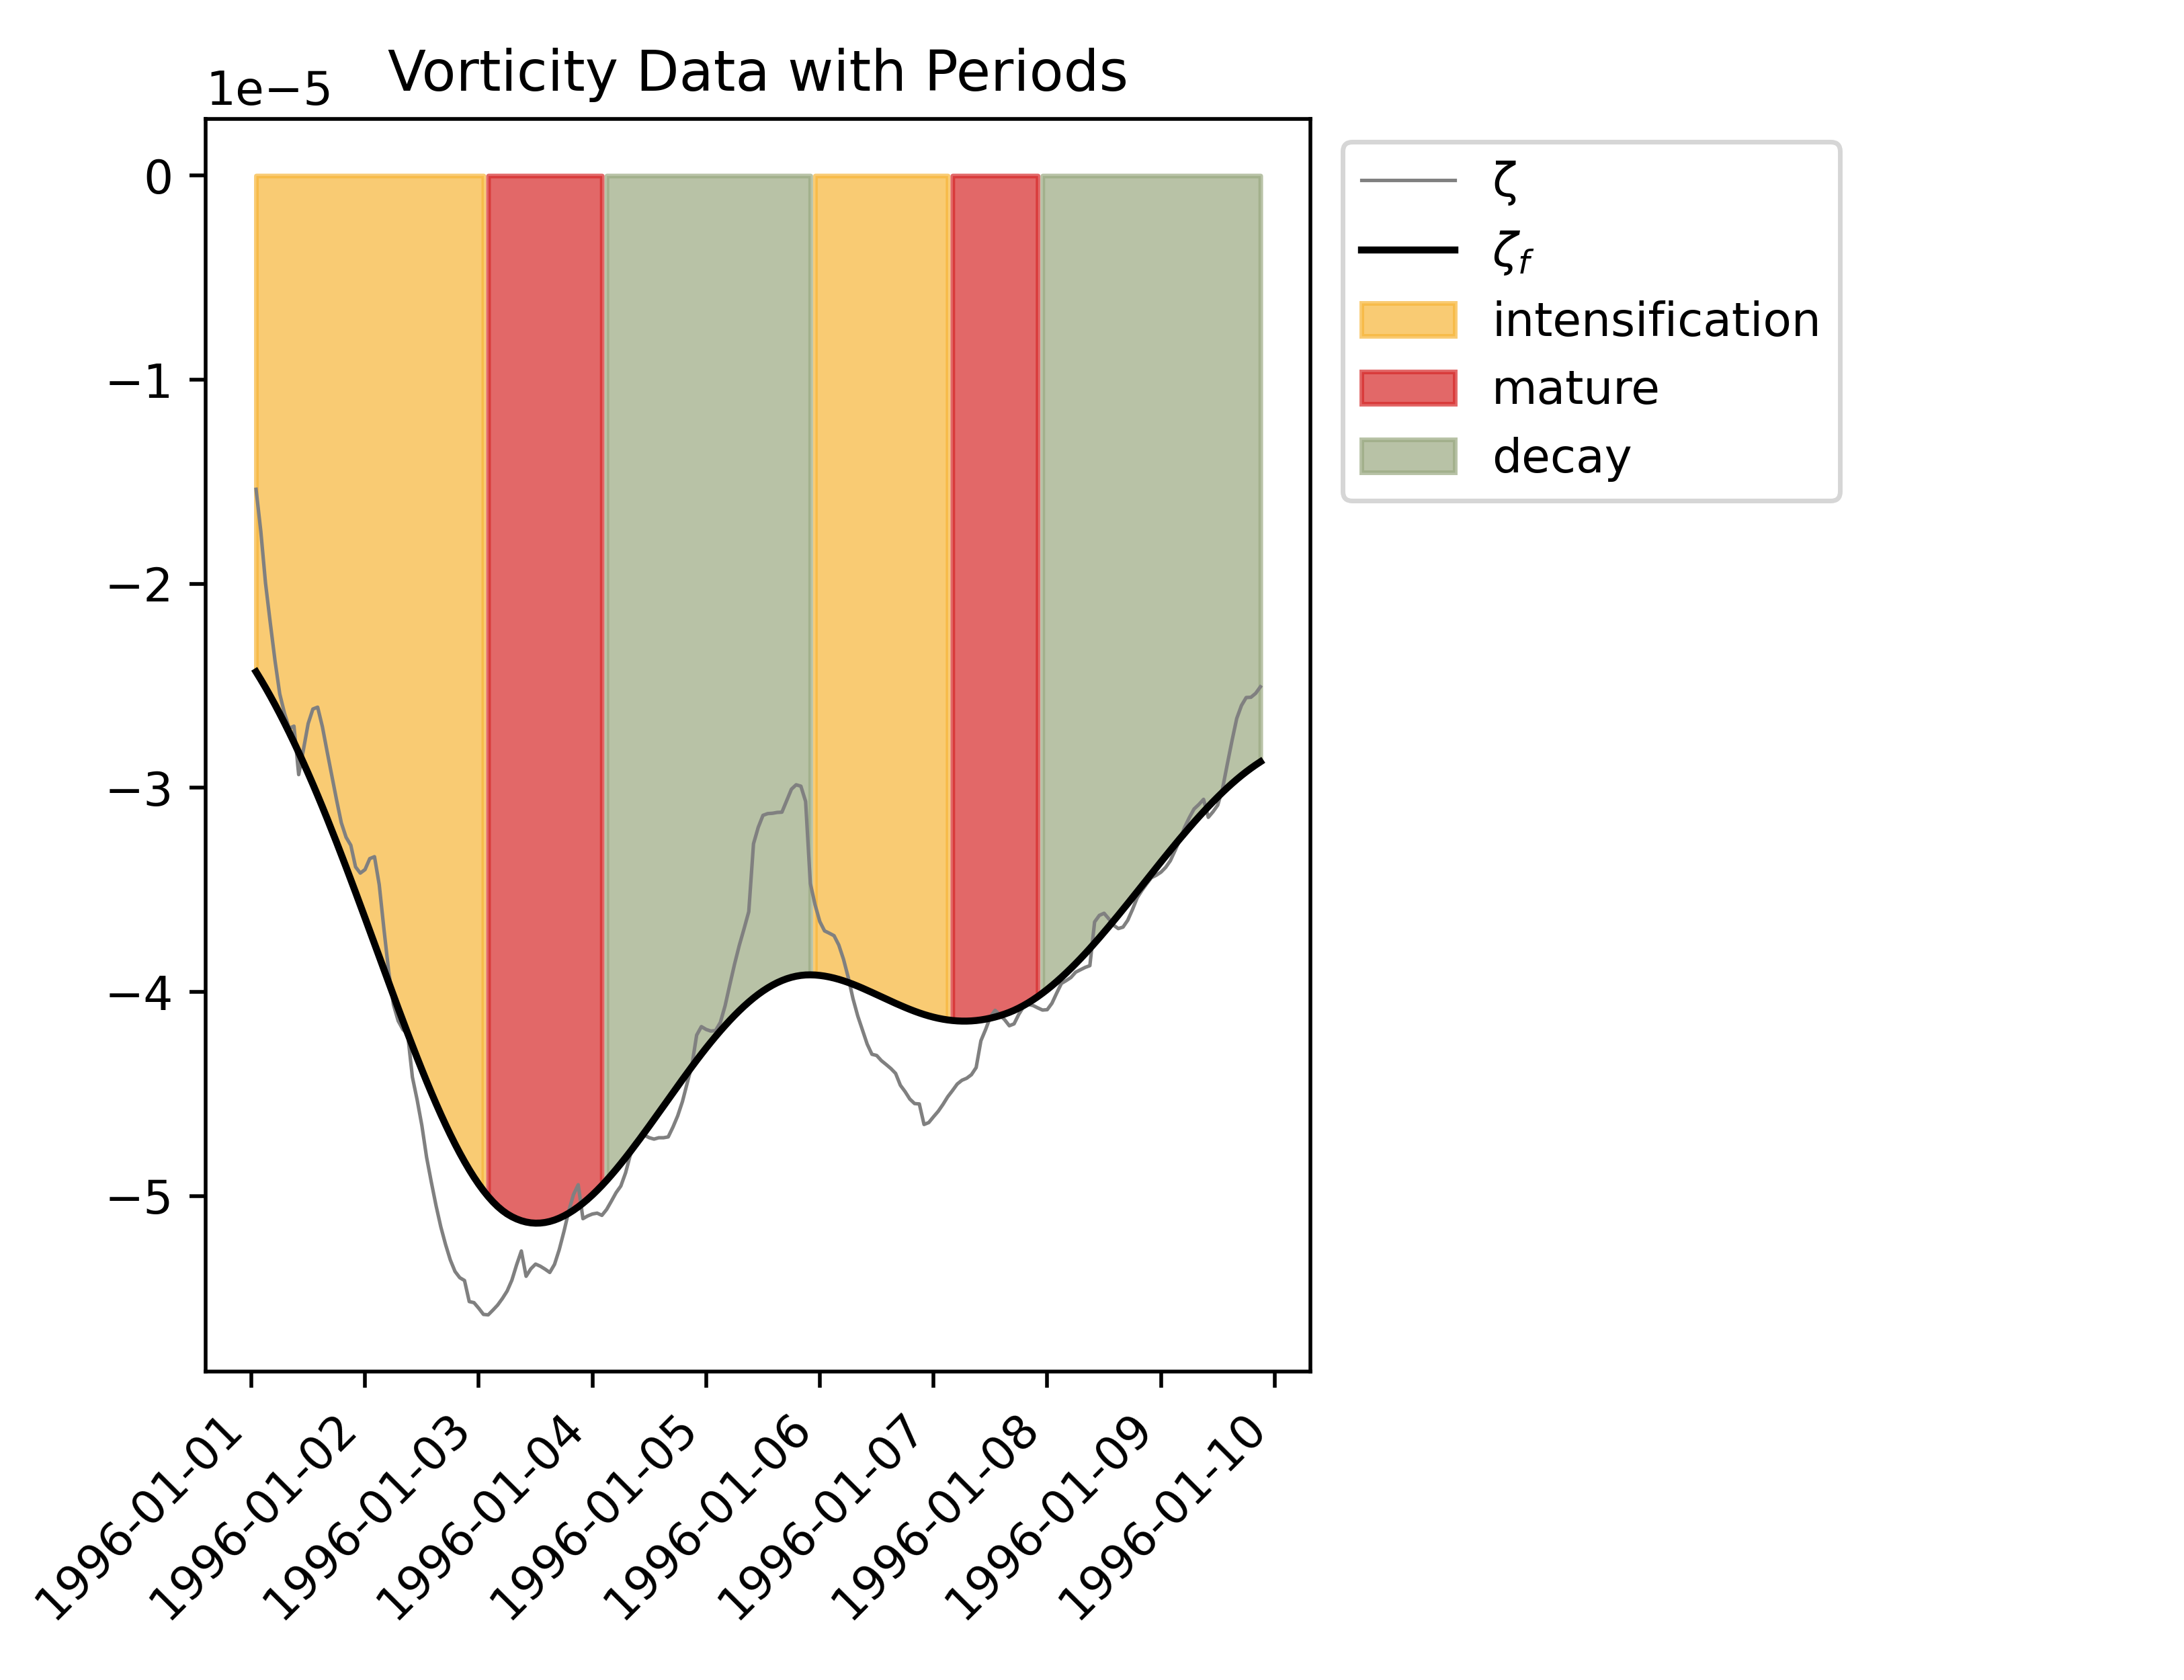 Vorticity Data with Periods
1e−5
0
−1
−2
−3
−4
−5
1996-01-01
1996-01-02
1996-01-03
1996-01-04
1996-01-05
1996-01-06
1996-01-07
1996-01-08
1996-01-09
1996-01-10
ζ
ζf
intensification
mature
decay